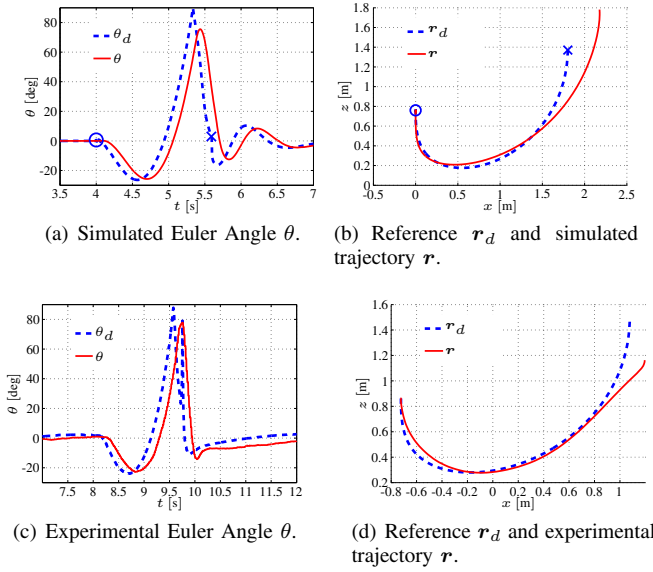 80
60
40
20
0
-20
θ [deg]
θ_d
θ
3.5 4 4.5 5 5.5 6 6.5 7
t [s]
(a) Simulated Euler Angle θ.
1.8
1.6
1.4
1.2
1
0.8
0.6
0.4
0.2
0
z [m]
r_d
r
-0.5 0 0.5 1 1.5 2 2.5
x [m]
(b) Reference r_d and simulated
trajectory r.
80
60
40
20
0
-20
θ [deg]
θ_d
θ
7.5 8 8.5 9 9.5 10 10.5 11 11.5 12
t [s]
(c) Experimental Euler Angle θ.
1.6
1.4
1.2
1
0.8
0.6
0.4
0.2
z [m]
r_d
r
-0.8 -0.6 -0.4 -0.2 0 0.2 0.4 0.6 0.8 1
x [m]
(d) Reference r_d and experimental
trajectory r.